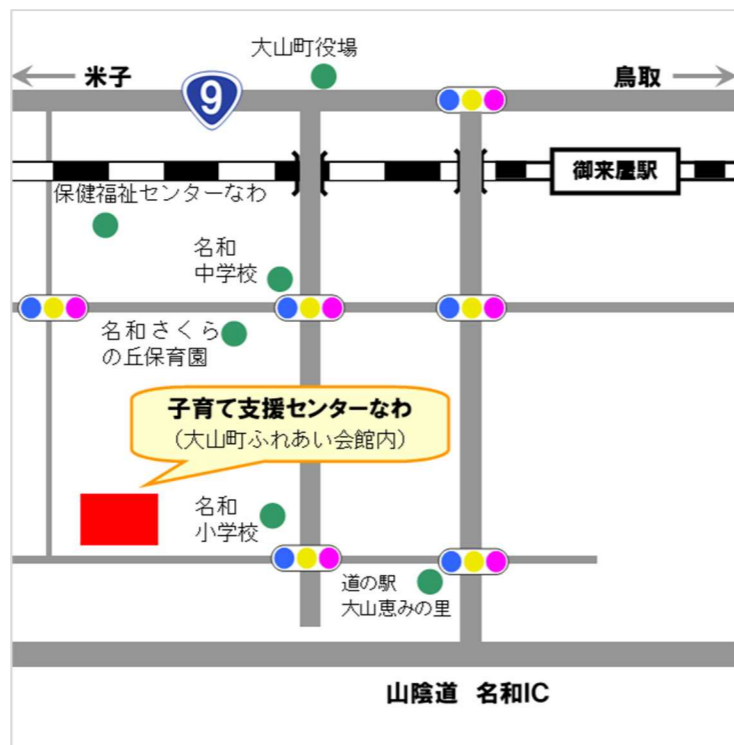 大山町役場
米子
鳥取
9
御来屋駅
保健福祉センターなわ
名和
中学校
名和さくら
の丘保育園
子育て支援センターなわ
(大山町ふれあい会館内)
名和
小学校
道の駅
大山恵みの里
山陰道 名和IC